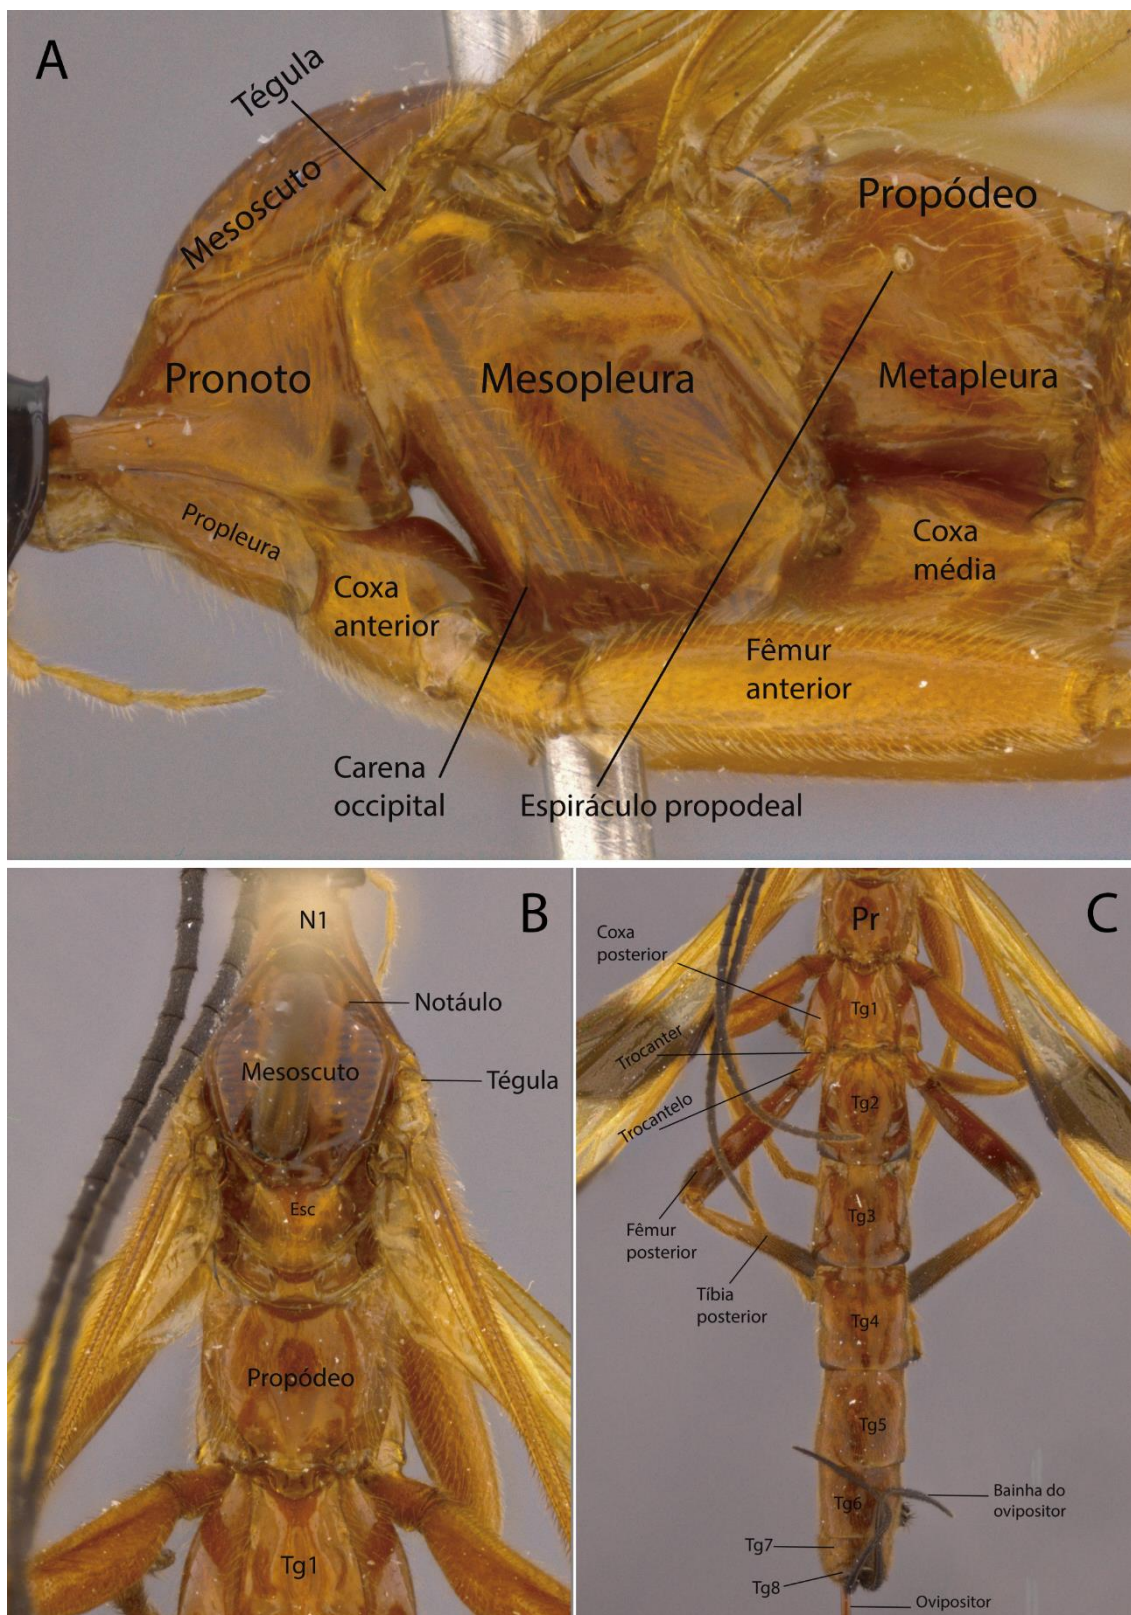 A
Tégula
Mesoscuto
Propódeo
Pronoto
Mesopleura
Metapleura
Propleura
Coxa
anterior
Coxa
média
Fêmur
anterior
Carena
occipital
Espiráculo propodeal
B
N1
Notáulo
Mesoscuto
Tégula
Esc
Propódeo
Tg1
C
Pr
Coxa
posterior
Tg1
Trocanter
Tg2
Trocantelo
Tg3
Fêmur
posterior
Tíbia
posterior
Tg4
Tg5
Tg6
Bainha do
ovipositor
Tg7
Tg8
Ovipositor